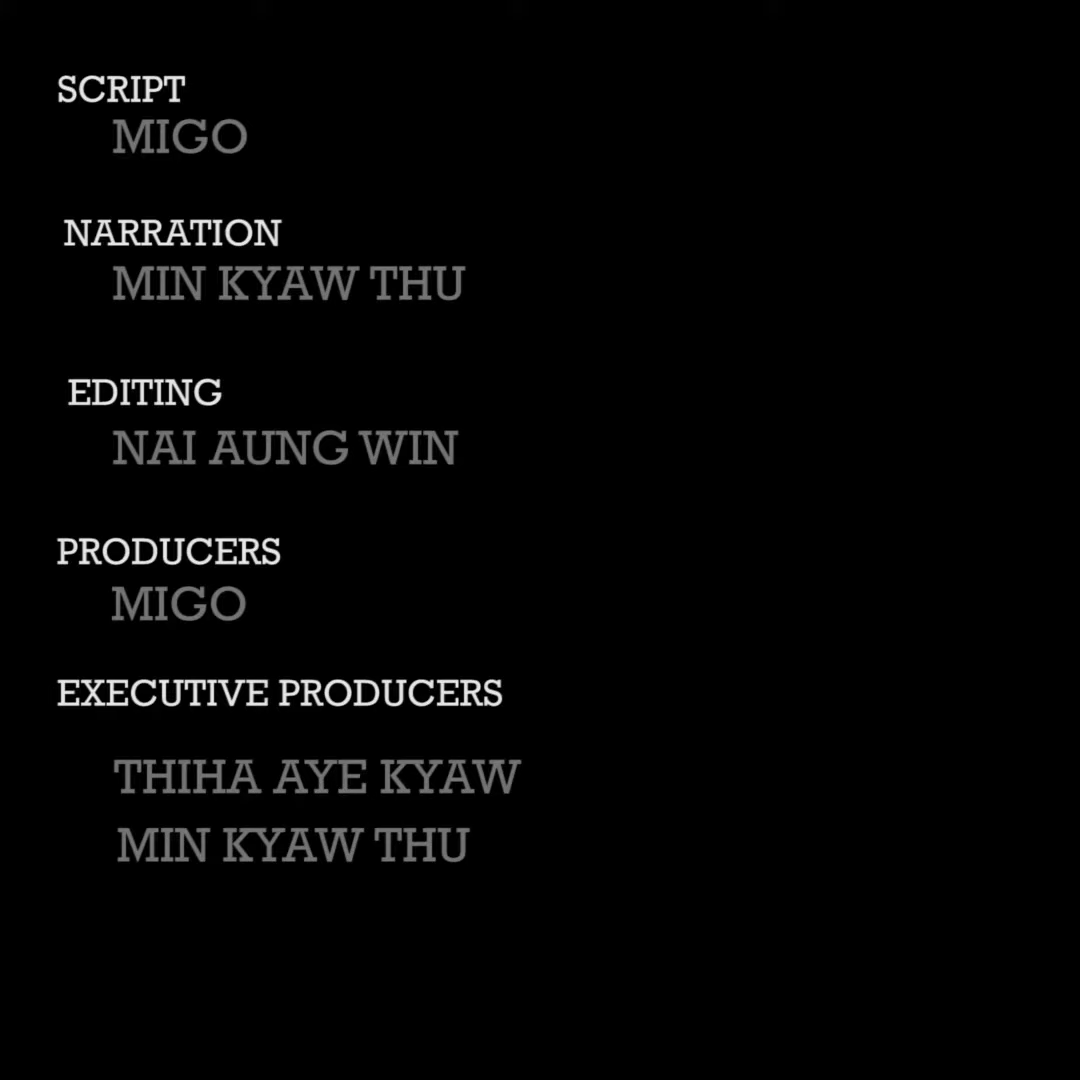 SCRIPT
MIGO
NARRATION
MIN KYAW THU
EDITING
NAI AUNG WIN
PRODUCERS
MIGO
EXECUTIVE PRODUCERS
THIHA AYE KYAW
MIN KYAW THU